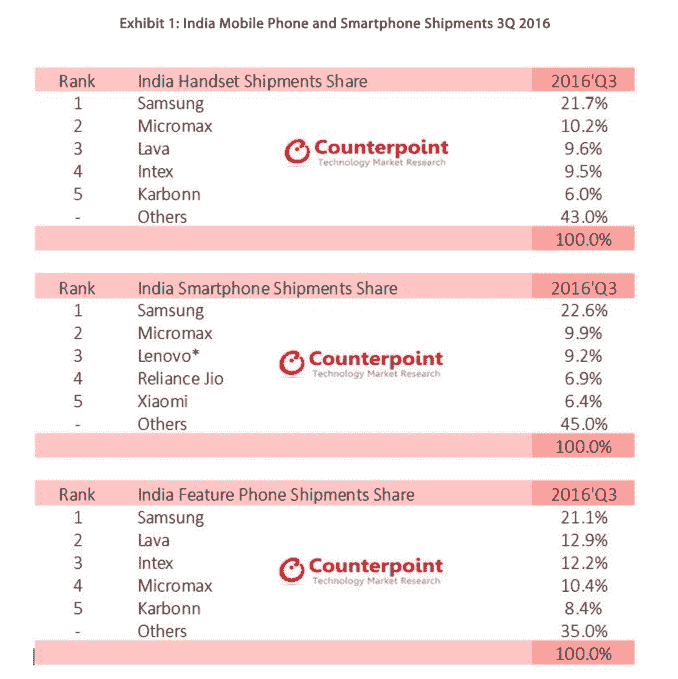 Exhibit 1: India Mobile Phone and Smartphone Shipments 3Q 2016
Rank India Handset Shipments Share 2016'Q3
1 Samsung 21.7%
2 Micromax 10.2%
3 Lava 9.6%
4 Intex 9.5%
5 Karbonn 6.0%
- Others 43.0%
100.0%
Counterpoint
Technology Market Research
Rank India Smartphone Shipments Share 2016'Q3
1 Samsung 22.6%
2 Micromax 9.9%
3 Lenovo* 9.2%
4 Reliance Jio 6.9%
5 Xiaomi 6.4%
- Others 45.0%
100.0%
Counterpoint
Technology Market Research
Rank India Feature Phone Shipments Share 2016'Q3
1 Samsung 21.1%
2 Lava 12.9%
3 Intex 12.2%
4 Micromax 10.4%
5 Karbonn 8.4%
- Others 35.0%
100.0%
Counterpoint
Technology Market Research